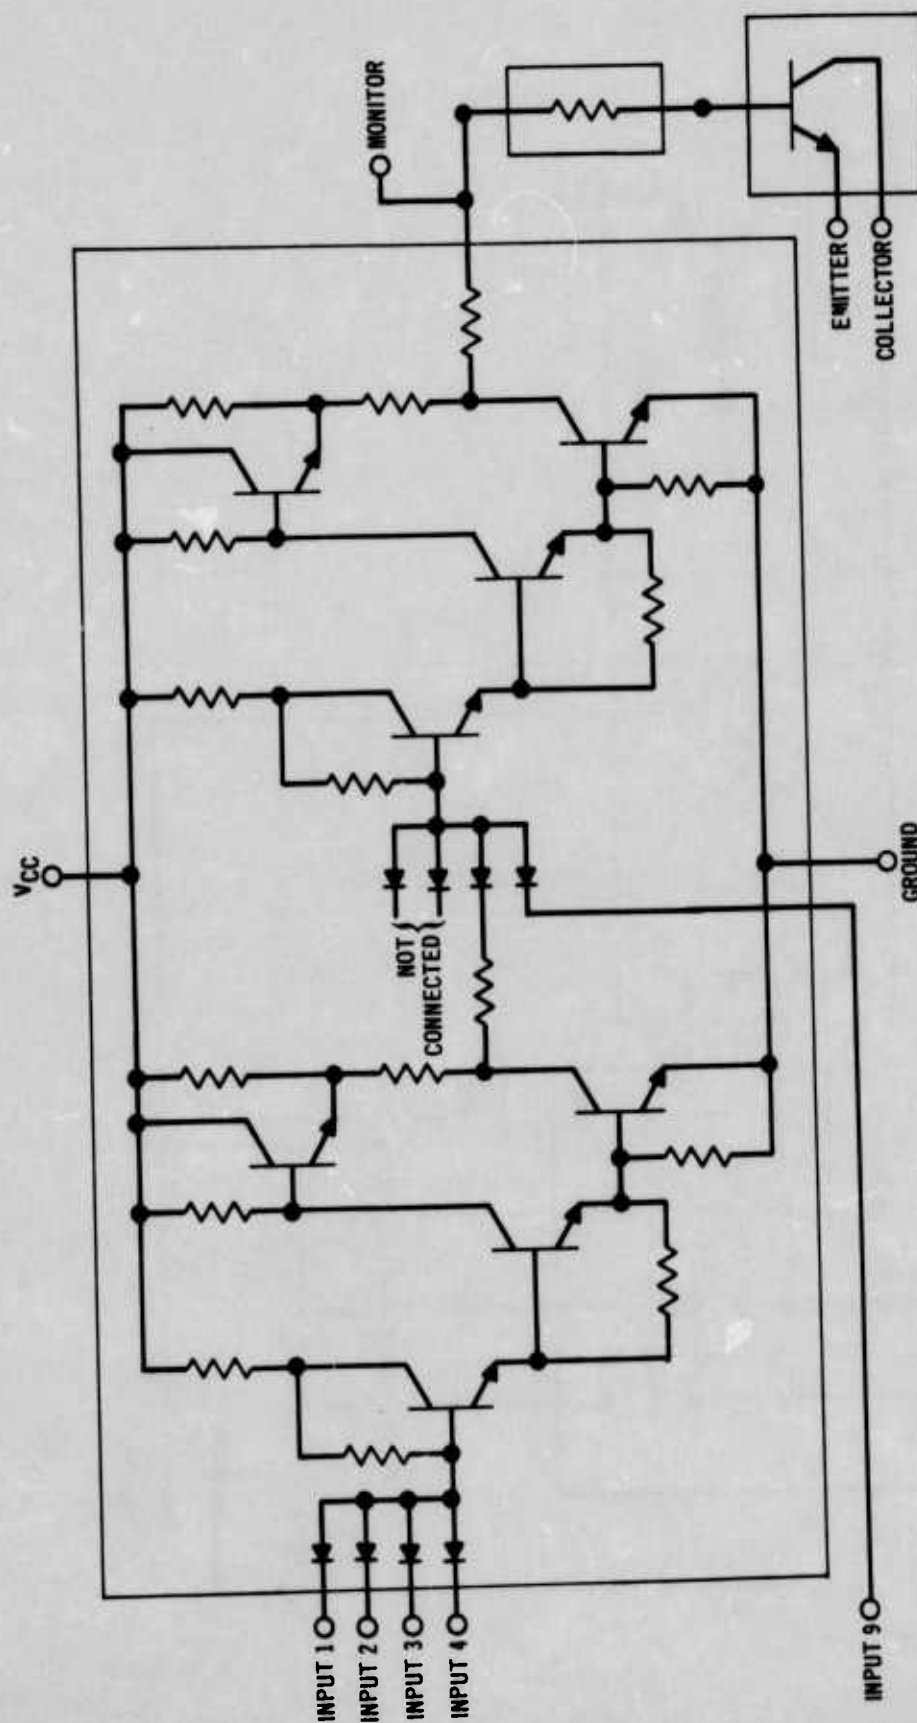 VCC
MONITOR
NOT
CONNECTED
INPUT 1
INPUT 2
INPUT 3
INPUT 4
INPUT 9
GROUND
EMITTER
COLLECTOR